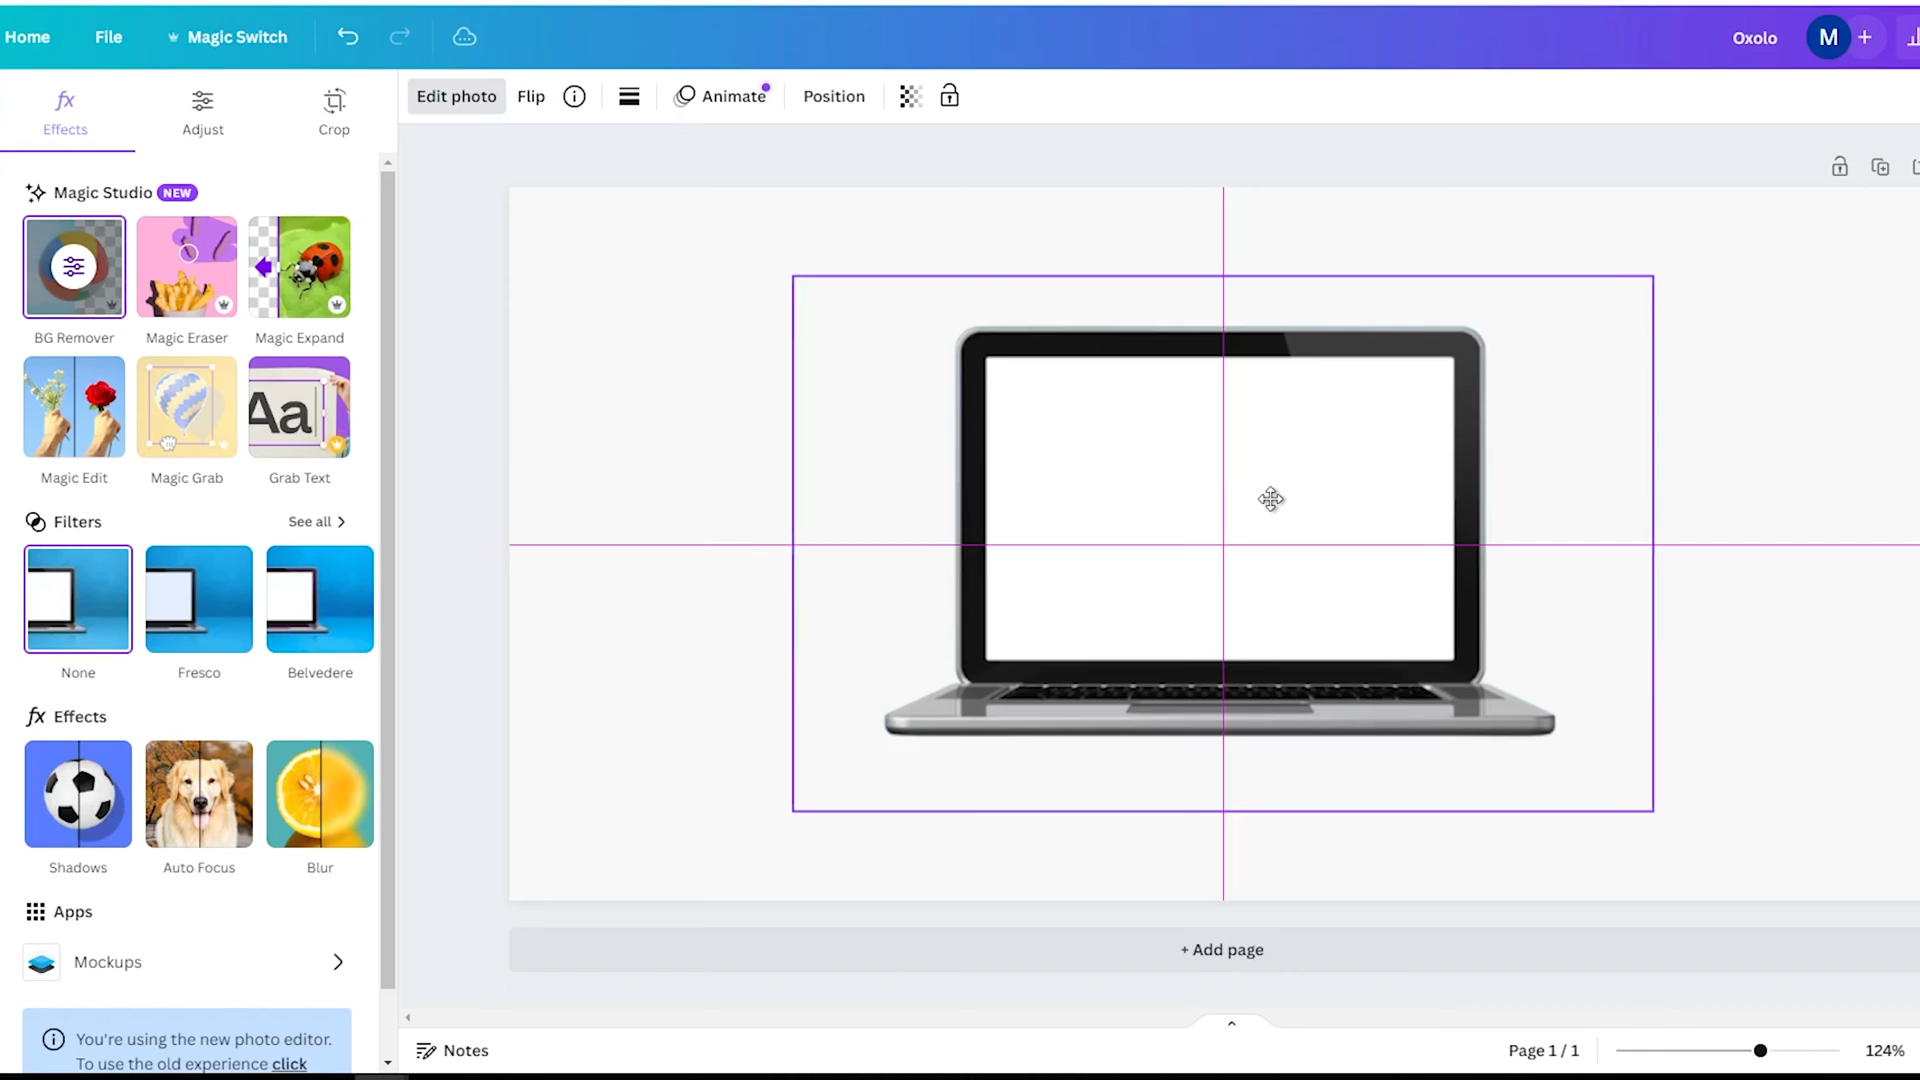 Home File Magic Switch Oxolo M +
fx Effects Adjust Crop Edit photo Flip Animate Position
Magic Studio NEW
BG Remover Magic Eraser Magic Expand
Aa
Magic Edit Magic Grab Grab Text
Filters See all
None Fresco Belvedere
fx Effects
Shadows Auto Focus Blur
Apps
Mockups
+ Add page
You're using the new photo editor.
To use the old experience click
Notes Page 1 / 1 124%